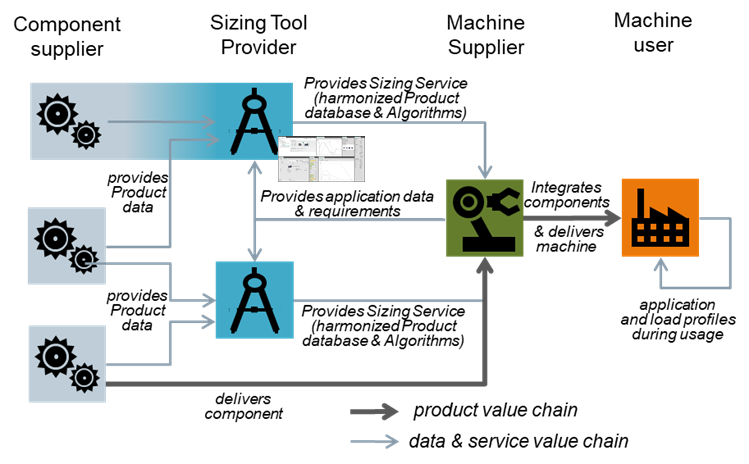 Component
supplier
Sizing Tool
Provider
Machine
Supplier
Machine
user
Provides Sizing Service
(harmonized Product
database & Algorithms)
provides
Product
data
Provides application data
& requirements
Integrates
components
& delivers
machine
provides
Product
data
Provides Sizing Service
(harmonized Product
database & Algorithms)
application
and load profiles
during usage
delivers
component
product value chain
data & service value chain